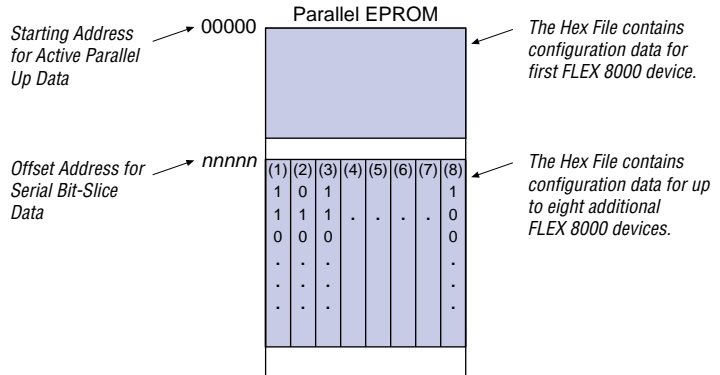 Parallel EPROM
Starting Address
for Active Parallel
Up Data
00000
The Hex File contains
configuration data for
first FLEX 8000 device.
Offset Address for
Serial Bit-Slice
Data
nnnnn
(1) (2) (3) (4) (5) (6) (7) (8)
1 0 1 1
1 1 1 . . . . 0
0 0 0 0
. . . .
. . . .
. . . .
The Hex File contains
configuration data for up
to eight additional
FLEX 8000 devices.